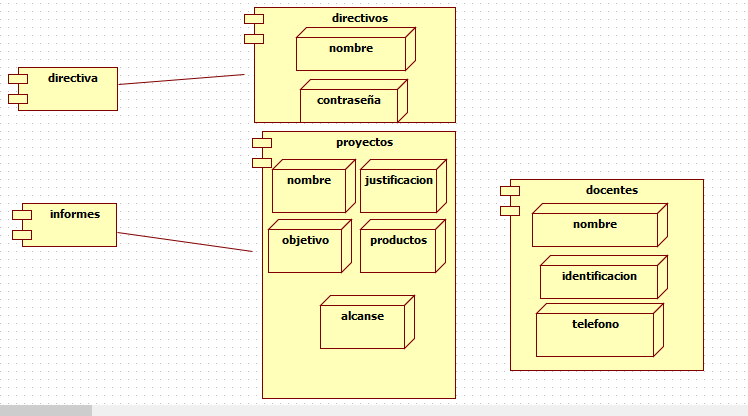 directivos
nombre
contraseña
directiva
proyectos
nombre
justificacion
objetivo
productos
alcanse
informes
docentes
nombre
identificacion
telefono